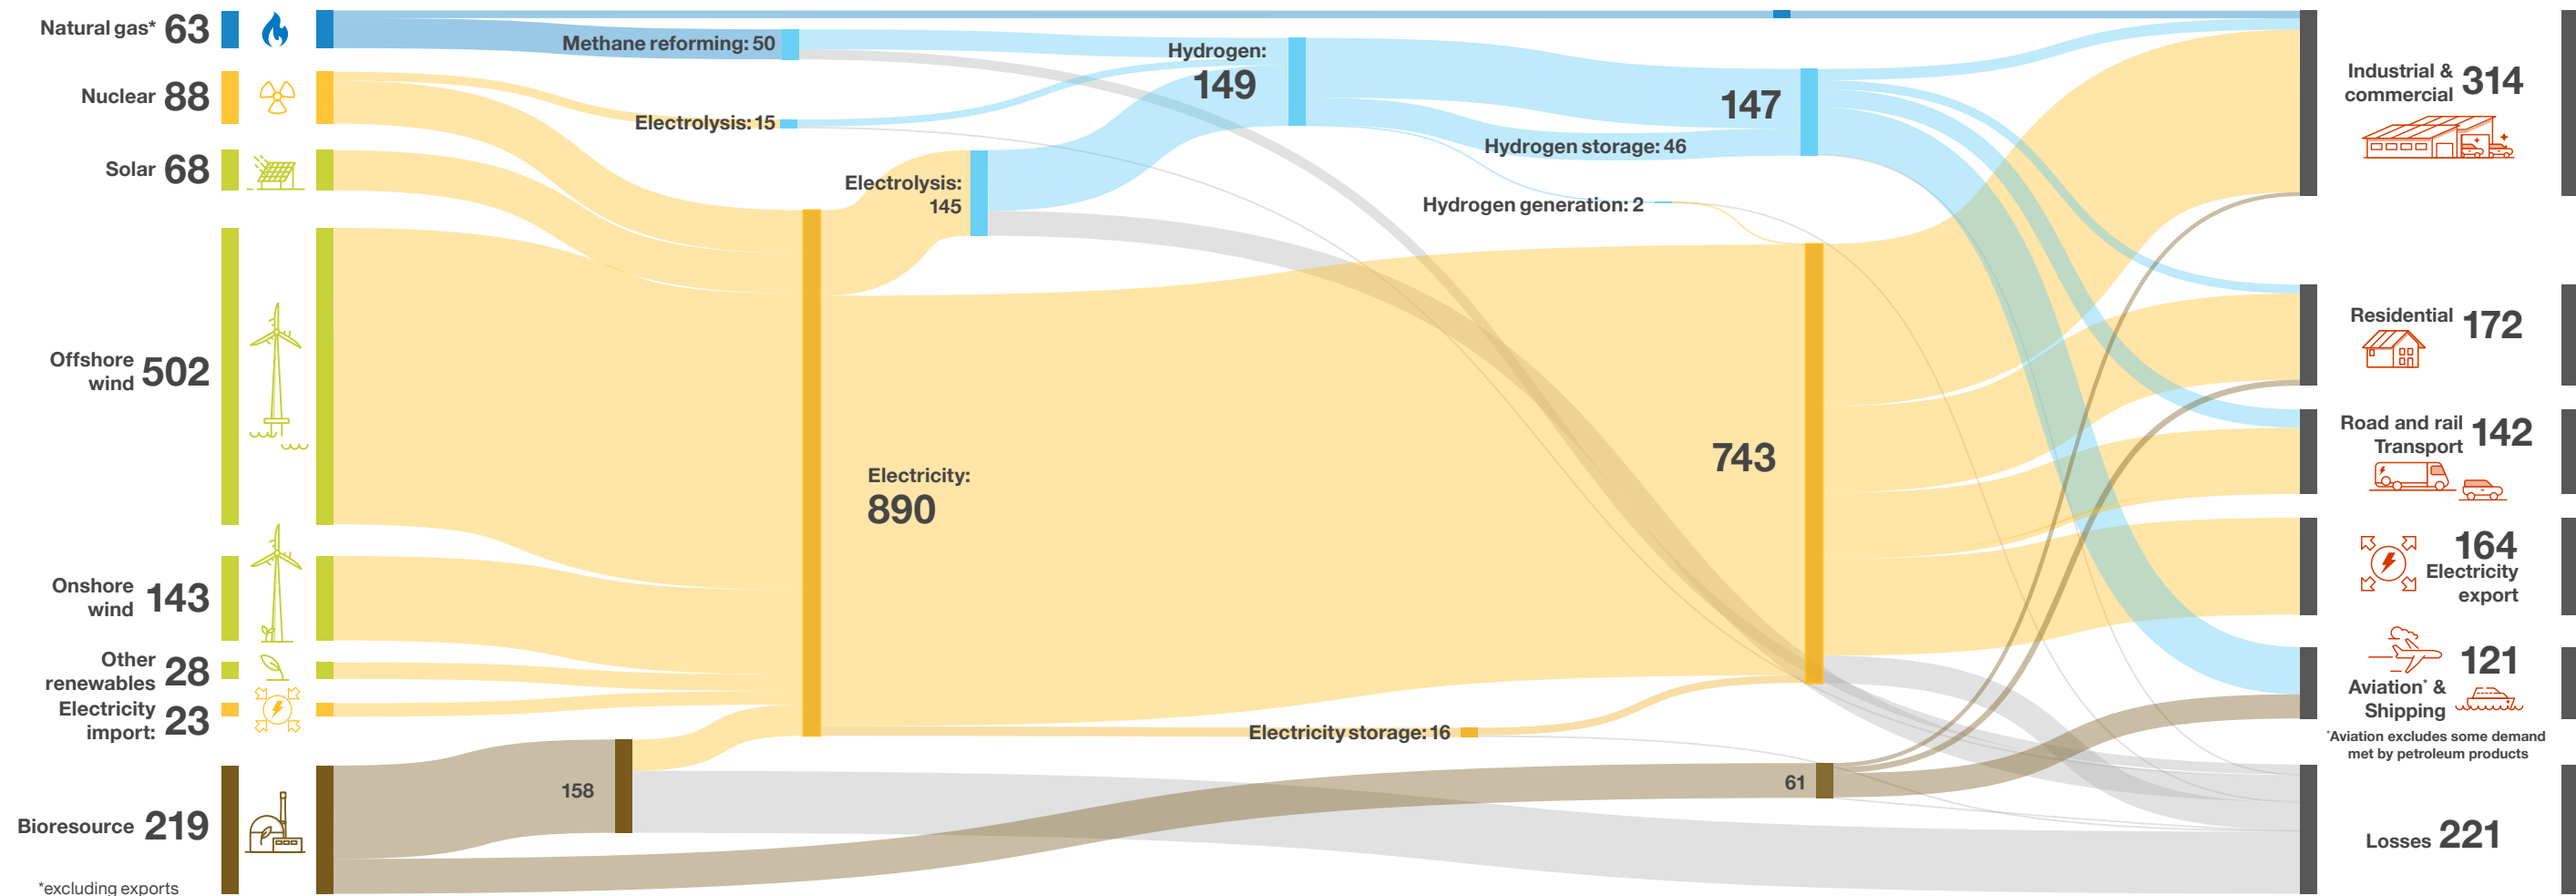 Natural gas* 63
Nuclear 88
Solar 68
Offshore
wind 502
Onshore
wind 143
Other
renewables 28
Electricity
import: 23
Bioresource 219
*excluding exports
Methane reforming: 50
Electrolysis: 15
Electrolysis:
145
Electricity:
890
158
Hydrogen:
149
Hydrogen storage: 46
Hydrogen generation: 2
147
743
Electricity storage: 16
61
Industrial &
commercial 314
Residential 172
Road and rail
Transport 142
164
Electricity
export
121
Aviation* &
Shipping
*Aviation excludes some demand
met by petroleum products
Losses 221